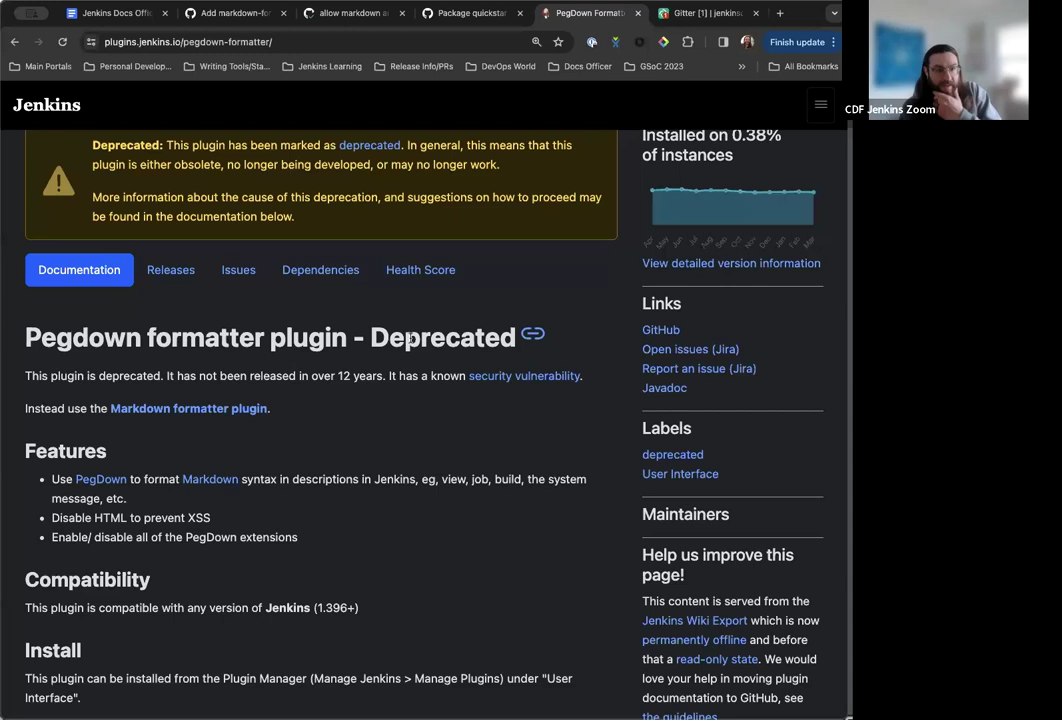 Jenkins Docs Offi
Add markdown-for
allow markdown a
Package quickstar
PegDown Formatt
Gitter [1] | jenkins
plugins.jenkins.io/pegdown-formatter/
Finish update
Main Portals
Personal Develop...
Writing Tools/Sta...
Jenkins Learning
Release Info/PRs
DevOps World
Docs Officer
GSoC 2023
»
All Bookmarks
CDF Jenkins Zoom
Jenkins
Deprecated: This plugin has been marked as deprecated. In general, this means that this
plugin is either obsolete, no longer being developed, or may no longer work.
More information about the cause of this deprecation, and suggestions on how to proceed may
be found in the documentation below.
Documentation
Releases
Issues
Dependencies
Health Score
Pegdown formatter plugin - Deprecated
This plugin is deprecated. It has not been released in over 12 years. It has a known security vulnerability.
Instead use the Markdown formatter plugin.
Features
• Use PegDown to format Markdown syntax in descriptions in Jenkins, eg, view, job, build, the system
message, etc.
• Disable HTML to prevent XSS
• Enable/ disable all of the PegDown extensions
Compatibility
This plugin is compatible with any version of Jenkins (1.396+)
Install
This plugin can be installed from the Plugin Manager (Manage Jenkins > Manage Plugins) under "User
Interface".
Installed on 0.38%
of instances
Apr May Jun Jul Aug Sep Oct Nov Dec Jan Feb Mar
View detailed version information
Links
GitHub
Open issues (Jira)
Report an issue (Jira)
Javadoc
Labels
deprecated
User Interface
Maintainers
Help us improve this
page!
This content is served from the
Jenkins Wiki Export which is now
permanently offline and before
that a read-only state. We would
love your help in moving plugin
documentation to GitHub, see
the guidelines